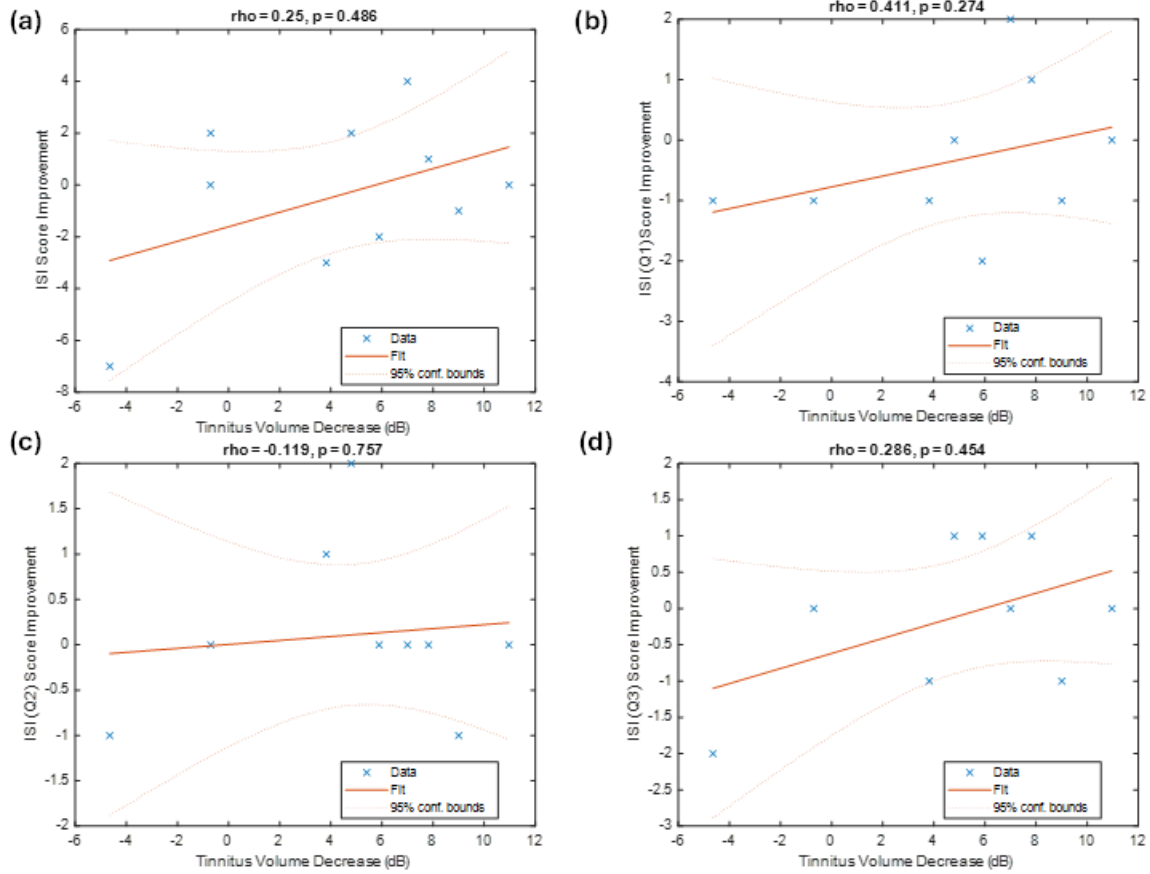 (a)
rho = 0.25, p = 0.486
6
4
2
0
-2
-4
-6
-8
ISI Score Improvement
Data
Fit
95% conf. bounds
-6 -4 -2 0 2 4 6 8 10 12
Tinnitus Volume Decrease (dB)
(b)
rho = 0.411, p = 0.274
2
1
0
-1
-2
-3
-4
ISI (Q1) Score Improvement
Data
Fit
95% conf. bounds
-6 -4 -2 0 2 4 6 8 10 12
Tinnitus Volume Decrease (dB)
(c)
rho = -0.119, p = 0.757
2
1.5
1
0.5
0
-0.5
-1
-1.5
-2
ISI (Q2) Score Improvement
Data
Fit
95% conf. bounds
-6 -4 -2 0 2 4 6 8 10 12
Tinnitus Volume Decrease (dB)
(d)
rho = 0.286, p = 0.454
2
1.5
1
0.5
0
-0.5
-1
-1.5
-2
-2.5
-3
ISI (Q3) Score Improvement
Data
Fit
95% conf. bounds
-6 -4 -2 0 2 4 6 8 10 12
Tinnitus Volume Decrease (dB)